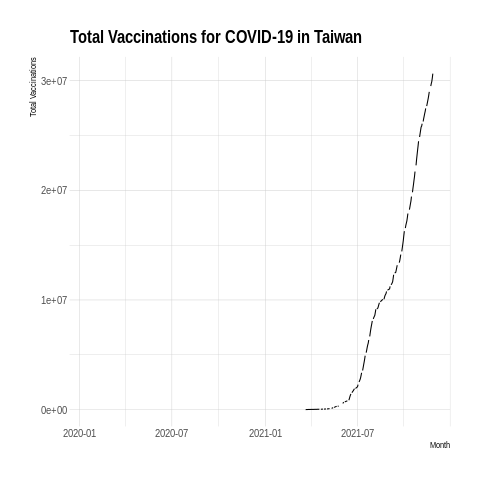 Total Vaccinations for COVID-19 in Taiwan
Total Vaccinations
3e+07
2e+07
1e+07
0e+00
2020-01 2020-07 2021-01 2021-07
Month